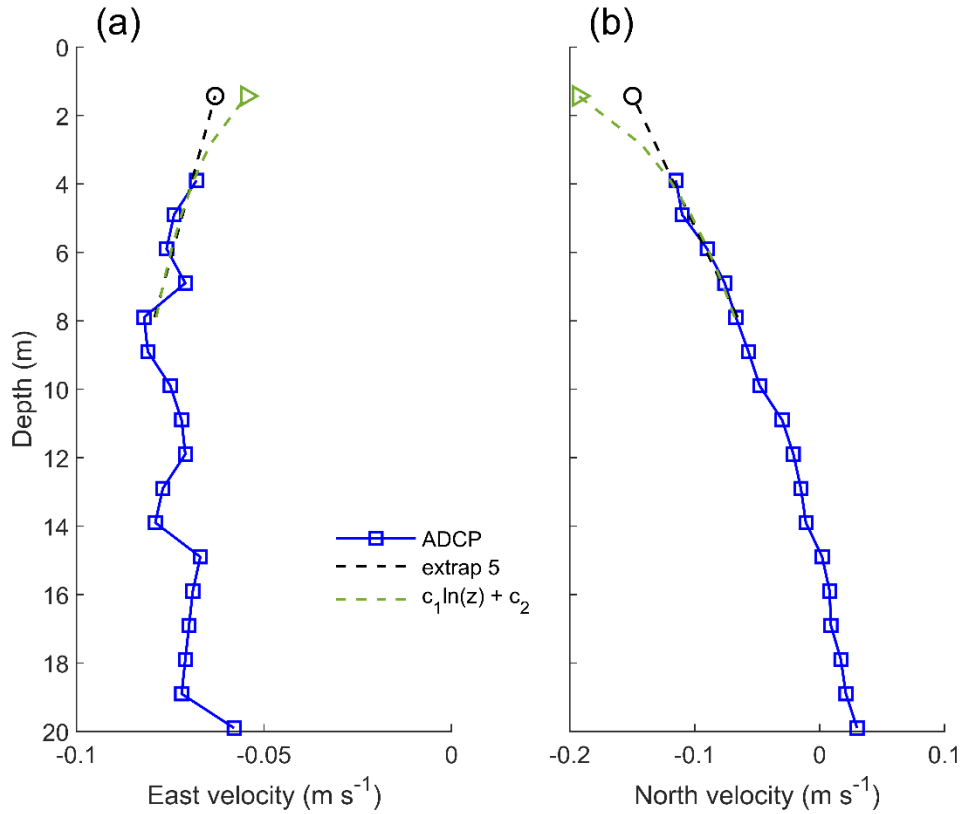 (a)
(b)
0
2
4
6
8
10
12
14
16
18
20
Depth (m)
ADCP
extrap 5
c₁ln(z) + c₂
-0.1
-0.05
0
East velocity (m s⁻¹)
-0.2
-0.1
0
0.1
North velocity (m s⁻¹)